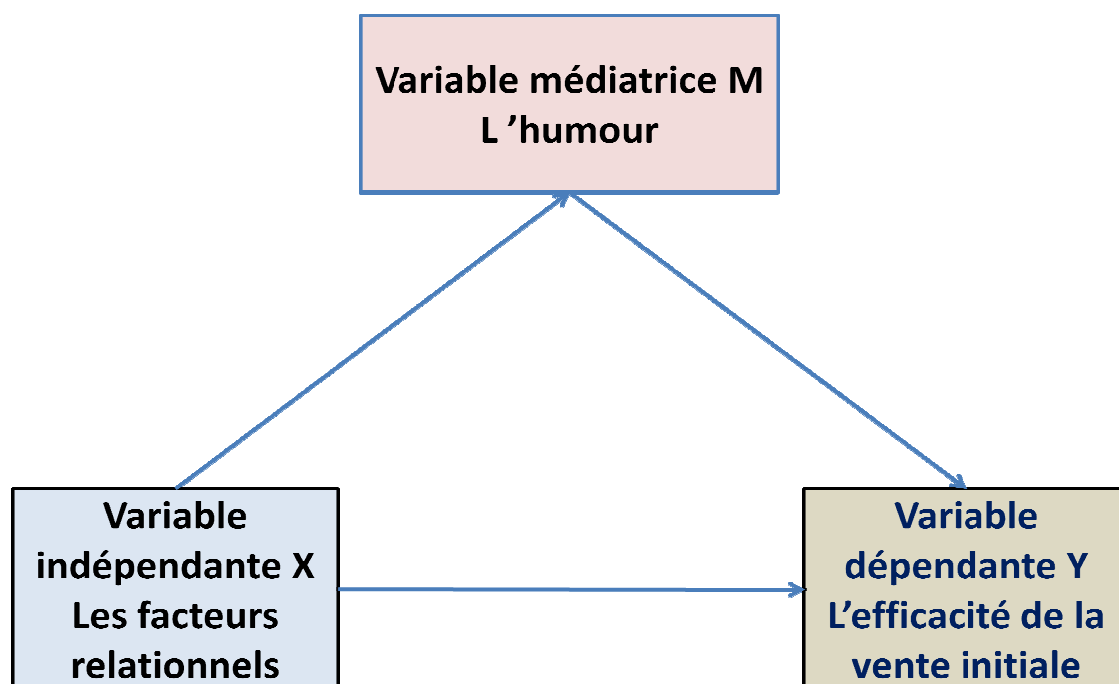 Variable médiatrice M
L ’humour
Variable
indépendante X
Les facteurs
relationnels
Variable
dépendante Y
L’efficacité de la
vente initiale